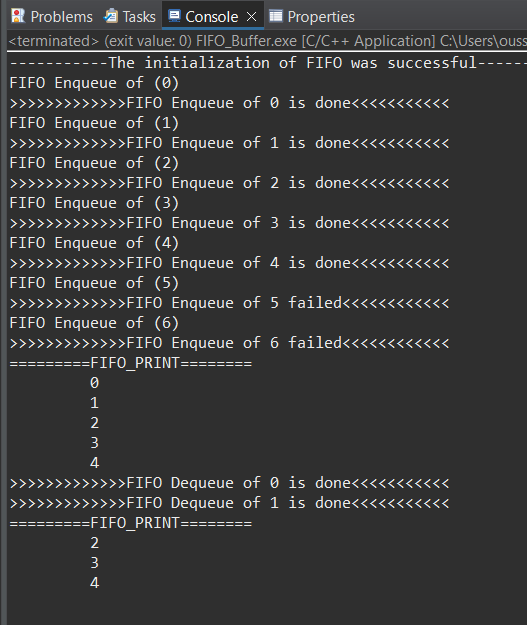 Problems Tasks Console Properties
<terminated> (exit value: 0) FIFO_Buffer.exe [C/C++ Application] C:\Users\ouss
-----------The initialization of FIFO was successful------
FIFO Enqueue of (0)
>>>>>>>>>>>>>FIFO Enqueue of 0 is done<<<<<<<<<<<
FIFO Enqueue of (1)
>>>>>>>>>>>>>FIFO Enqueue of 1 is done<<<<<<<<<<<
FIFO Enqueue of (2)
>>>>>>>>>>>>>FIFO Enqueue of 2 is done<<<<<<<<<<<
FIFO Enqueue of (3)
>>>>>>>>>>>>>FIFO Enqueue of 3 is done<<<<<<<<<<<
FIFO Enqueue of (4)
>>>>>>>>>>>>>FIFO Enqueue of 4 is done<<<<<<<<<<<
FIFO Enqueue of (5)
>>>>>>>>>>>>>FIFO Enqueue of 5 failed<<<<<<<<<<<<
FIFO Enqueue of (6)
>>>>>>>>>>>>>FIFO Enqueue of 6 failed<<<<<<<<<<<<
=========FIFO_PRINT========
0
1
2
3
4
>>>>>>>>>>>>>FIFO Dequeue of 0 is done<<<<<<<<<<<
>>>>>>>>>>>>>FIFO Dequeue of 1 is done<<<<<<<<<<<
=========FIFO_PRINT========
2
3
4